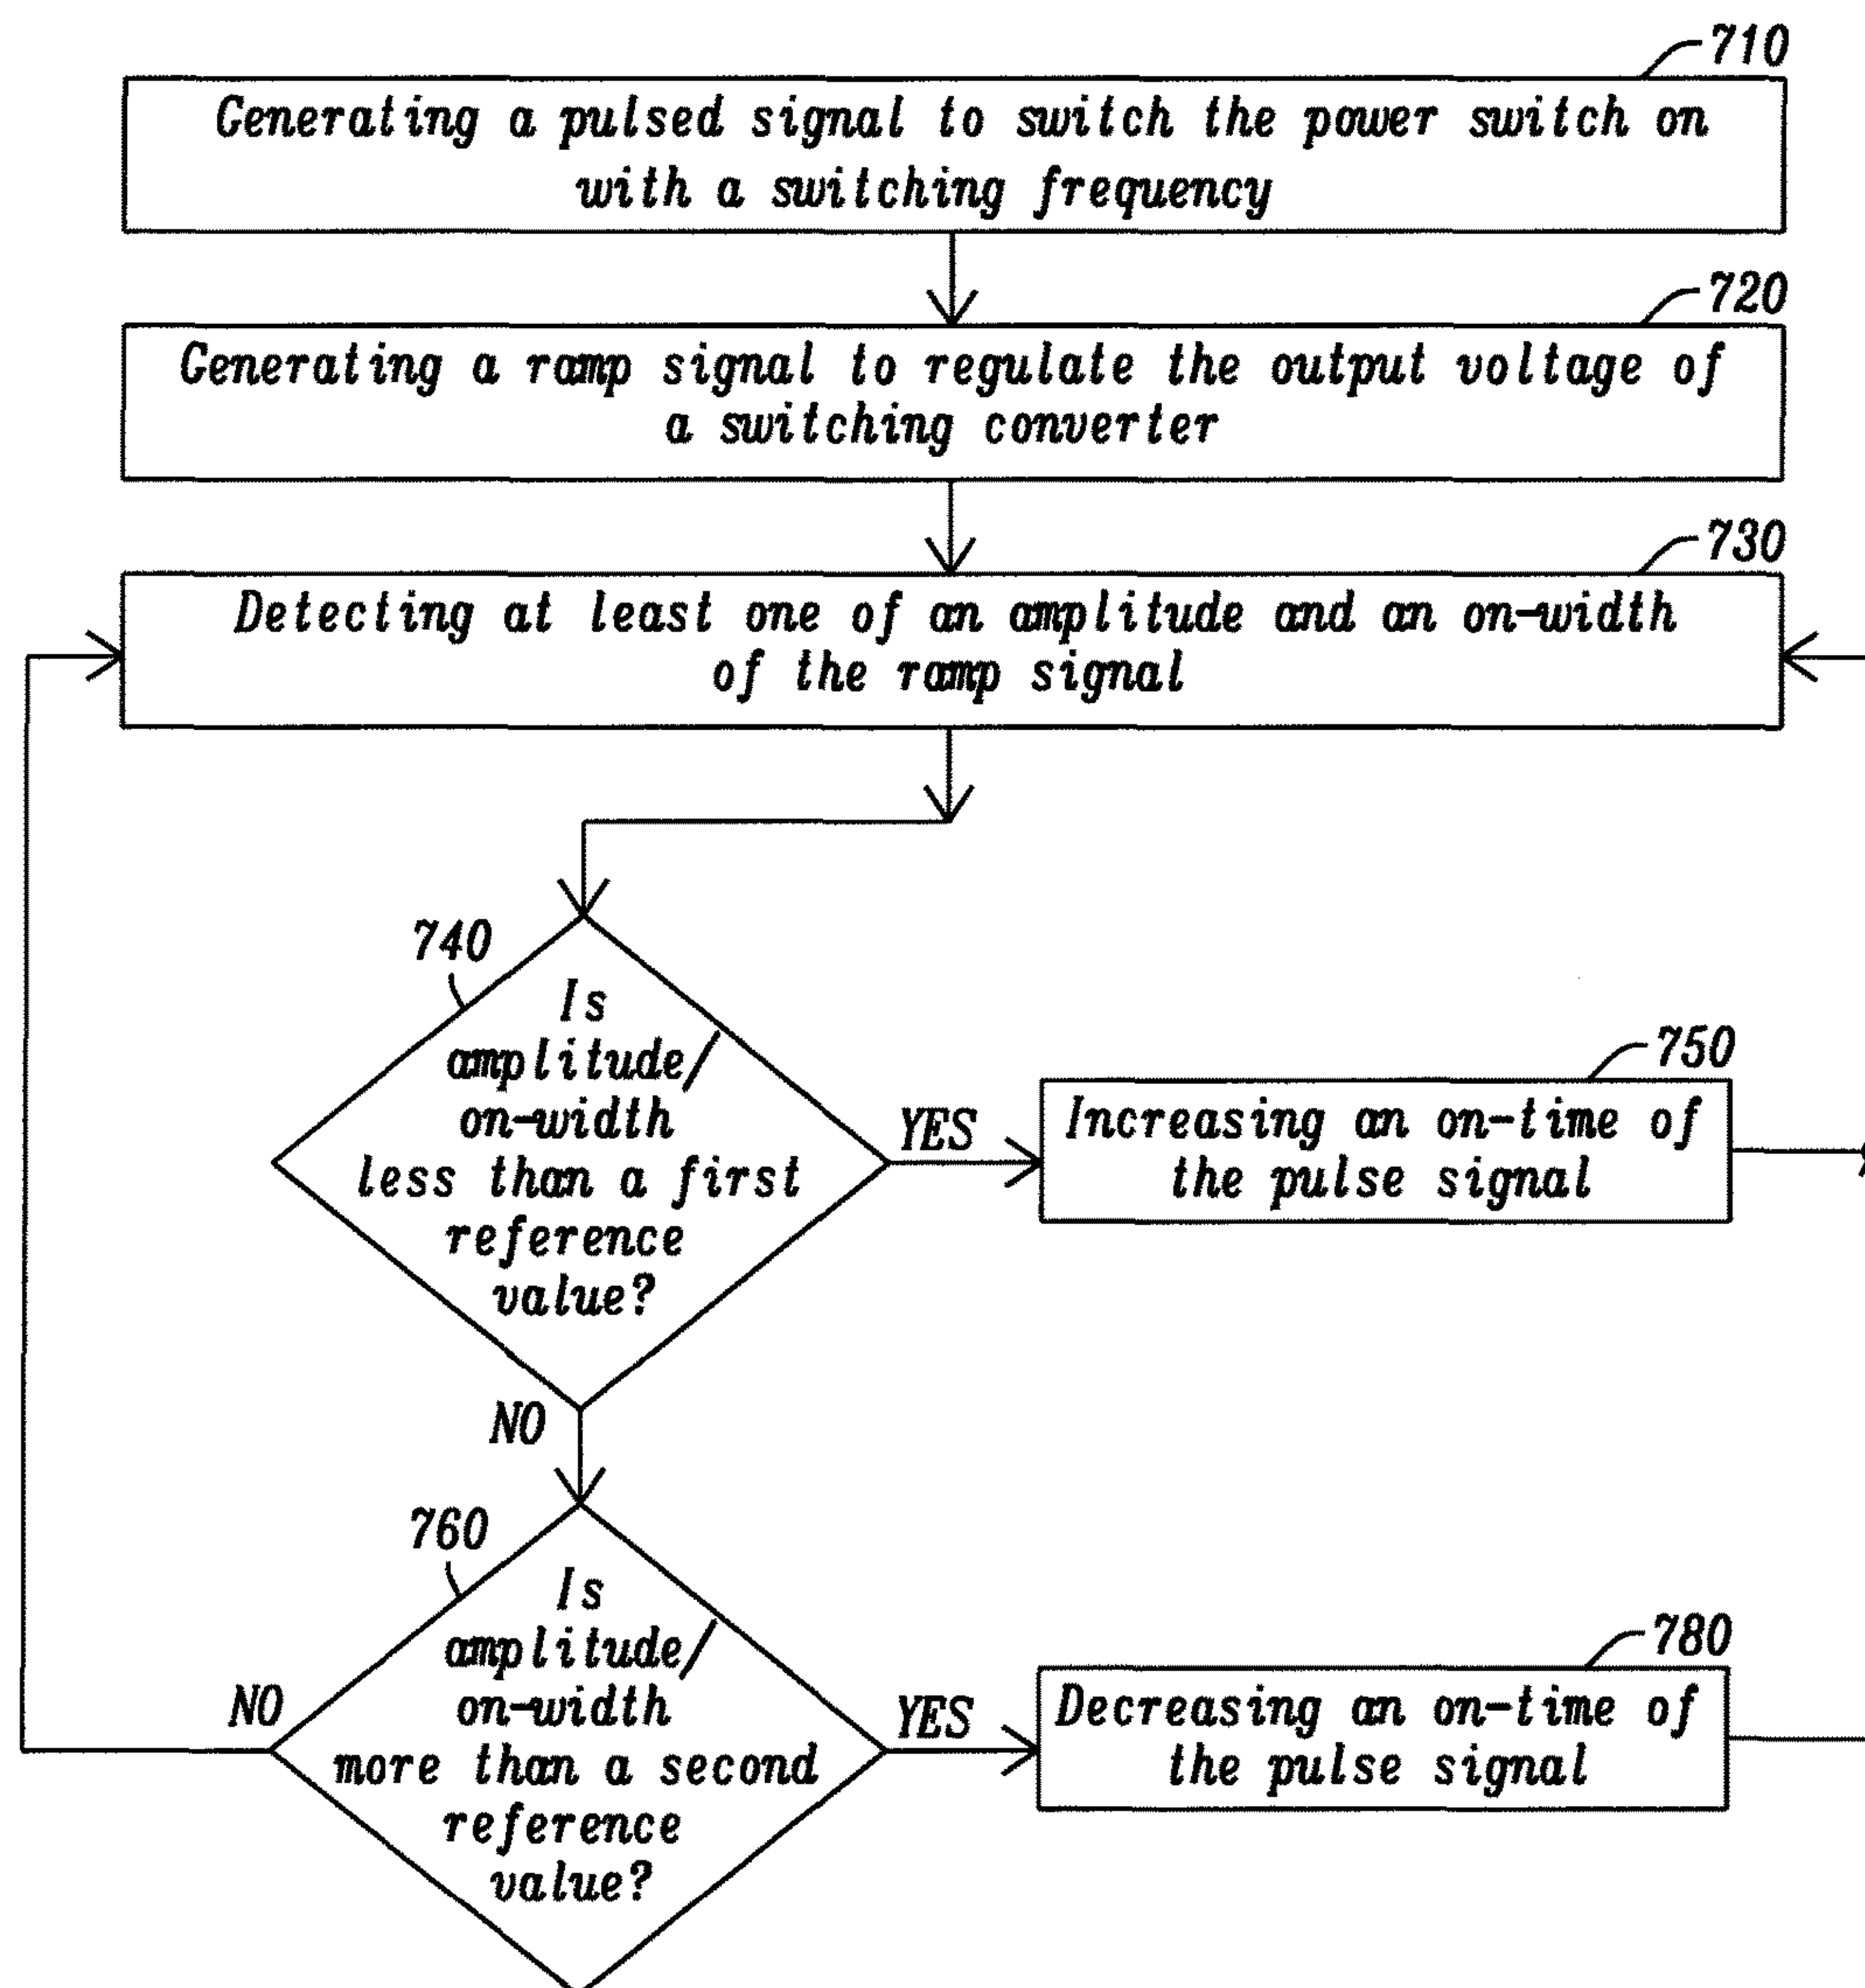 710
Generating a pulsed signal to switch the power switch on
with a switching frequency
720
Generating a ramp signal to regulate the output voltage of
a switching converter
730
Detecting at least one of an amplitude and an on-width
of the ramp signal
740
Is
amplitude/
on-width
less than a first
reference
value?
YES
750
Increasing an on-time of
the pulse signal
NO
760
Is
amplitude/
on-width
more than a second
reference
value?
NO
YES
780
Decreasing an on-time of
the pulse signal